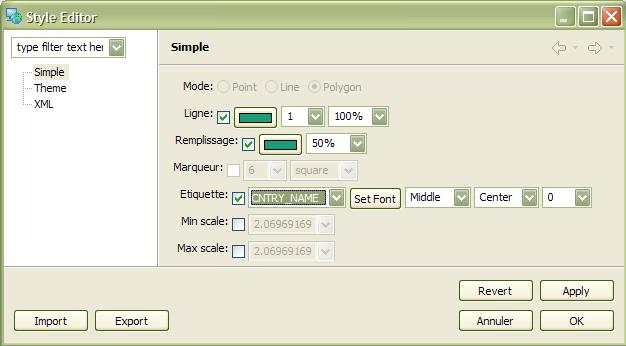 Style Editor
type filter text her
Simple
Theme
XML
Simple
Mode: Point Line Polygon
Ligne: 1 100%
Remplissage: 50%
Marqueur: 6 square
Etiquette: CNTRY_NAME Set Font Middle Center 0
Min scale: 2.06969169
Max scale: 2.06969169
Revert Apply
Import Export Annuler OK